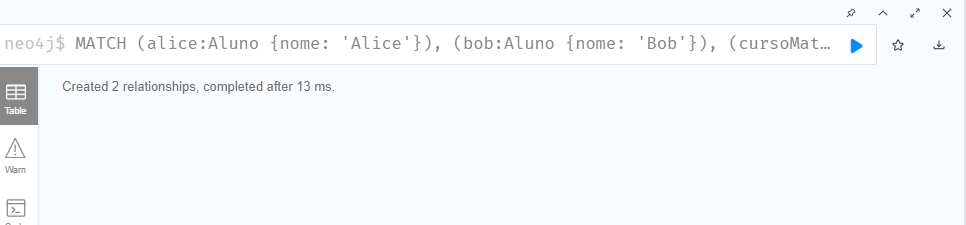 neo4j$ MATCH (alice:Aluno {nome: 'Alice'}), (bob:Aluno {nome: 'Bob'}), (cursoMat…
Created 2 relationships, completed after 13 ms.
Table
Warn